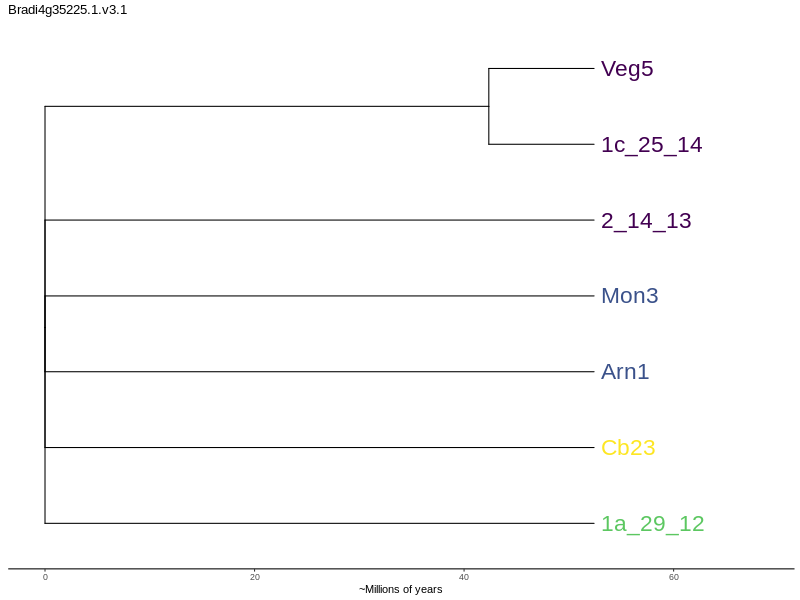 Bradi4g35225.1.v3.1
Veg5
1c_25_14
2_14_13
Mon3
Arn1
Cb23
1a_29_12
0 20 40 60
~Millions of years